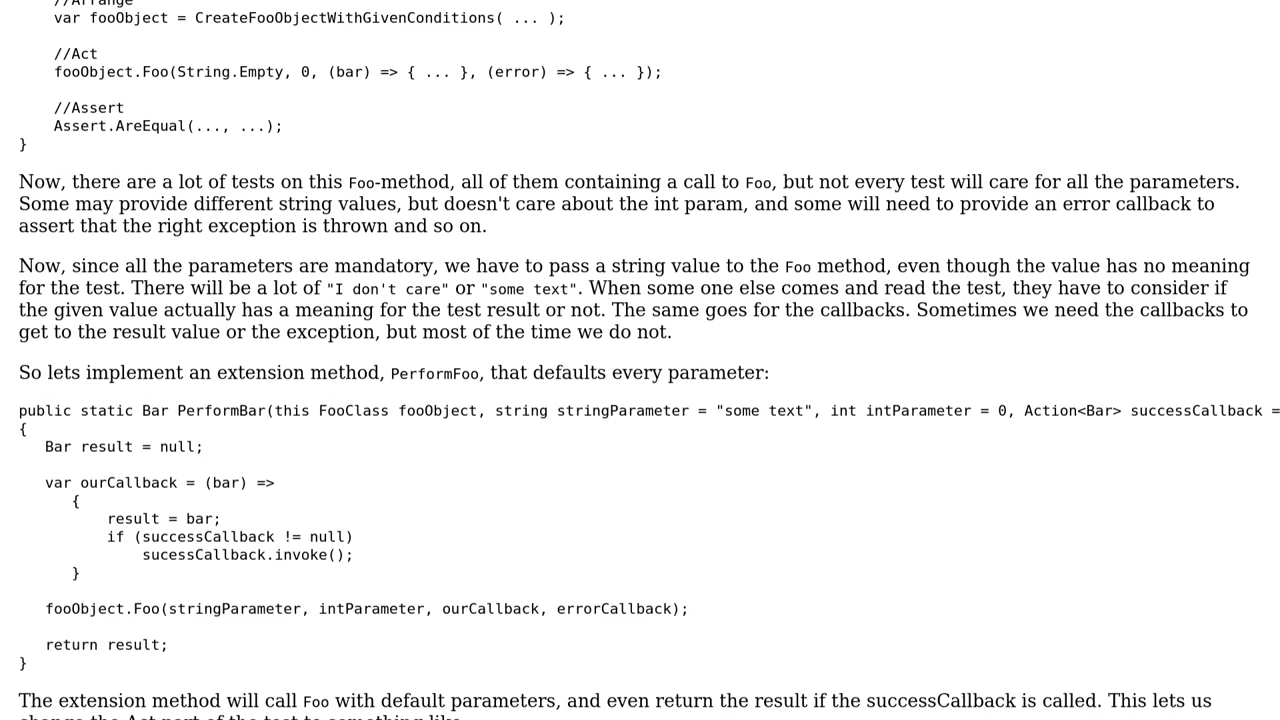 //Arrange
    var fooObject = CreateFooObjectWithGivenConditions( ... );

    //Act
    fooObject.Foo(String.Empty, 0, (bar) => { ... }, (error) => { ... });

    //Assert
    Assert.AreEqual(..., ...);
}
Now, there are a lot of tests on this Foo-method, all of them containing a call to Foo, but not every test will care for all the parameters.
Some may provide different string values, but doesn't care about the int param, and some will need to provide an error callback to
assert that the right exception is thrown and so on.
Now, since all the parameters are mandatory, we have to pass a string value to the Foo method, even though the value has no meaning
for the test. There will be a lot of "I don't care" or "some text". When some one else comes and read the test, they have to consider if
the given value actually has a meaning for the test result or not. The same goes for the callbacks. Sometimes we need the callbacks to
get to the result value or the exception, but most of the time we do not.
So lets implement an extension method, PerformFoo, that defaults every parameter:
public static Bar PerformBar(this FooClass fooObject, string stringParameter = "some text", int intParameter = 0, Action<Bar> successCallback =
{
   Bar result = null;

   var ourCallback = (bar) =>
      {
          result = bar;
          if (successCallback != null)
              sucessCallback.invoke();
      }

   fooObject.Foo(stringParameter, intParameter, ourCallback, errorCallback);

   return result;
}
The extension method will call Foo with default parameters, and even return the result if the successCallback is called. This lets us
change the Act part of the test to something like